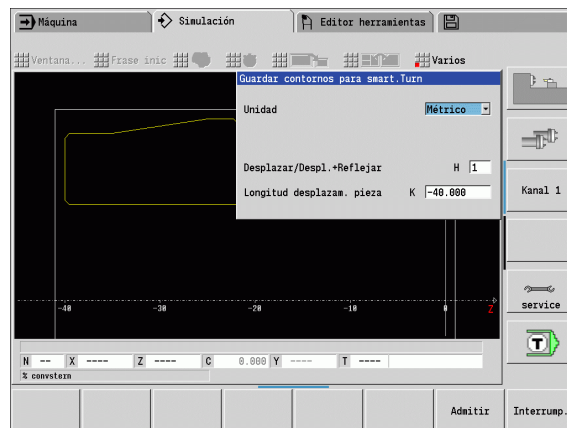 Máquina Simulación Editor herramientas
Ventana... Frase inic Varios
Guardar contornos para smart.Turn
Unidad Métrico
Desplazar/Despl.+Reflejar H 1
Longitud desplazam. pieza K -40.000
Kanal 1
-40 -30 -20 -10 0 Z
service
N -- X ---- Z ---- C 0.000 Y ---- T ----
% convstern
T
Admitir Interrump.